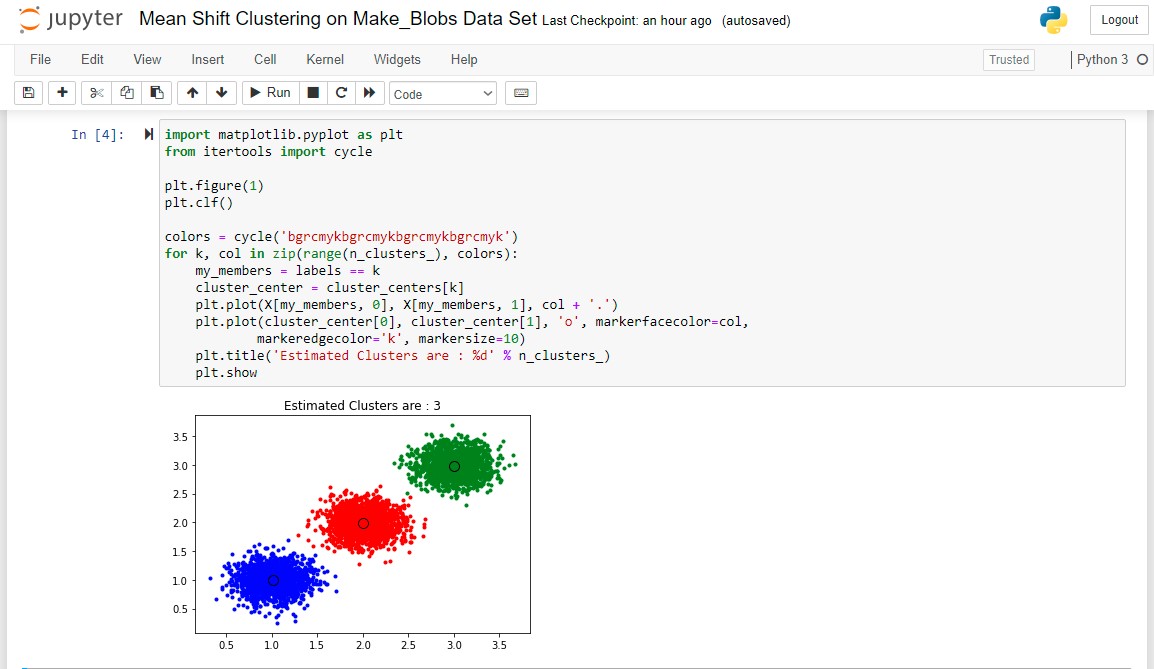 jupyter Mean Shift Clustering on Make_Blobs Data Set Last Checkpoint: an hour ago (autosaved)
Logout
File Edit View Insert Cell Kernel Widgets Help
Trusted
Python 3
Run
Code
In [4]:
import matplotlib.pyplot as plt
from itertools import cycle
plt.figure(1)
plt.clf()
colors = cycle('bgrcmykbgrcmykbgrcmykbgrcmyk')
for k, col in zip(range(n_clusters_), colors):
    my_members = labels == k
    cluster_center = cluster_centers[k]
    plt.plot(X[my_members, 0], X[my_members, 1], col + '.')
    plt.plot(cluster_center[0], cluster_center[1], 'o', markerfacecolor=col,
            markeredgecolor='k', markersize=10)
    plt.title('Estimated Clusters are : %d' % n_clusters_)
    plt.show
Estimated Clusters are : 3
3.5
3.0
2.5
2.0
1.5
1.0
0.5
0.5 1.0 1.5 2.0 2.5 3.0 3.5